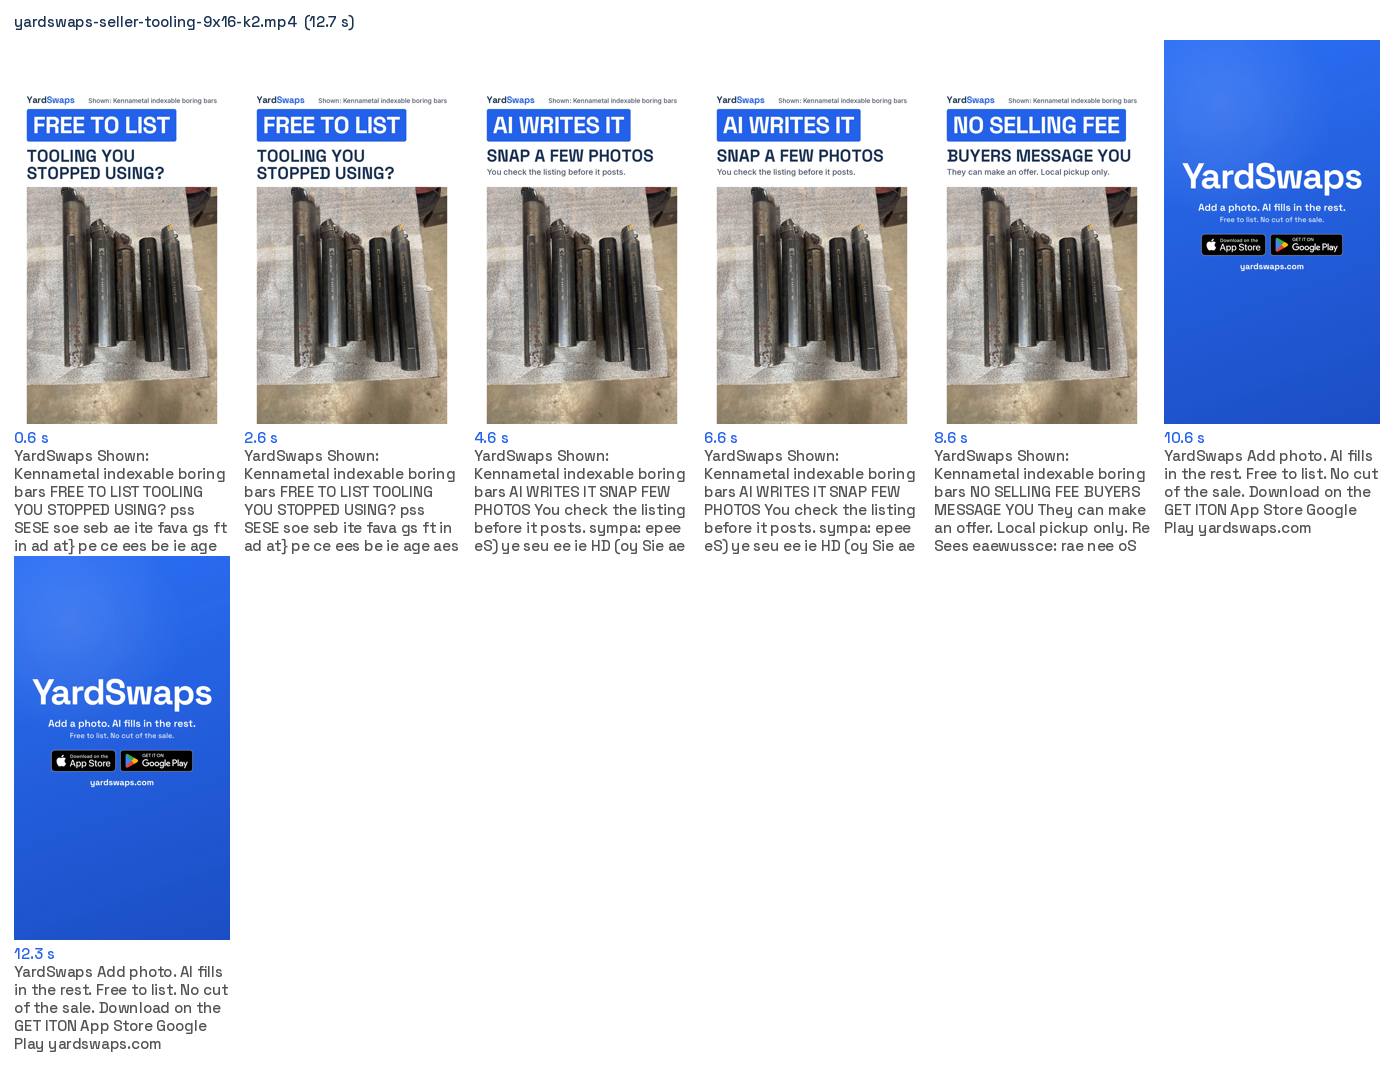 yardswaps-seller-tooling-9x16-k2.mp4 (12.7 s)
YardSwaps Shown: Kennametal indexable boring bars
FREE TO LIST
TOOLING YOU
STOPPED USING?
0.6 s
YardSwaps Shown:
Kennametal indexable boring
bars FREE TO LIST TOOLING
YOU STOPPED USING? pss
SESE soe seb ae ite fava gs ft
in ad at} pe ce ees be ie age
YardSwaps Shown: Kennametal indexable boring bars
FREE TO LIST
TOOLING YOU
STOPPED USING?
2.6 s
YardSwaps Shown:
Kennametal indexable boring
bars FREE TO LIST TOOLING
YOU STOPPED USING? pss
SESE soe seb ite fava gs ft in
ad at} pe ce ees be ie age aes
YardSwaps Shown: Kennametal indexable boring bars
AI WRITES IT
SNAP A FEW PHOTOS
You check the listing before it posts.
4.6 s
YardSwaps Shown:
Kennametal indexable boring
bars AI WRITES IT SNAP FEW
PHOTOS You check the listing
before it posts. sympa: epee
eS) ye seu ee ie HD (oy Sie ae
YardSwaps Shown: Kennametal indexable boring bars
AI WRITES IT
SNAP A FEW PHOTOS
You check the listing before it posts.
6.6 s
YardSwaps Shown:
Kennametal indexable boring
bars AI WRITES IT SNAP FEW
PHOTOS You check the listing
before it posts. sympa: epee
eS) ye seu ee ie HD (oy Sie ae
YardSwaps Shown: Kennametal indexable boring bars
NO SELLING FEE
BUYERS MESSAGE YOU
They can make an offer. Local pickup only.
8.6 s
YardSwaps Shown:
Kennametal indexable boring
bars NO SELLING FEE BUYERS
MESSAGE YOU They can make
an offer. Local pickup only. Re
Sees eaewussce: rae nee oS
YardSwaps
Add a photo. AI fills in the rest.
Free to list. No cut of the sale.
Download on the App Store GET IT ON Google Play
yardswaps.com
10.6 s
YardSwaps Add photo. AI fills
in the rest. Free to list. No cut
of the sale. Download on the
GET ITON App Store Google
Play yardswaps.com
YardSwaps
Add a photo. AI fills in the rest.
Free to list. No cut of the sale.
Download on the App Store GET IT ON Google Play
yardswaps.com
12.3 s
YardSwaps Add photo. AI fills
in the rest. Free to list. No cut
of the sale. Download on the
GET ITON App Store Google
Play yardswaps.com